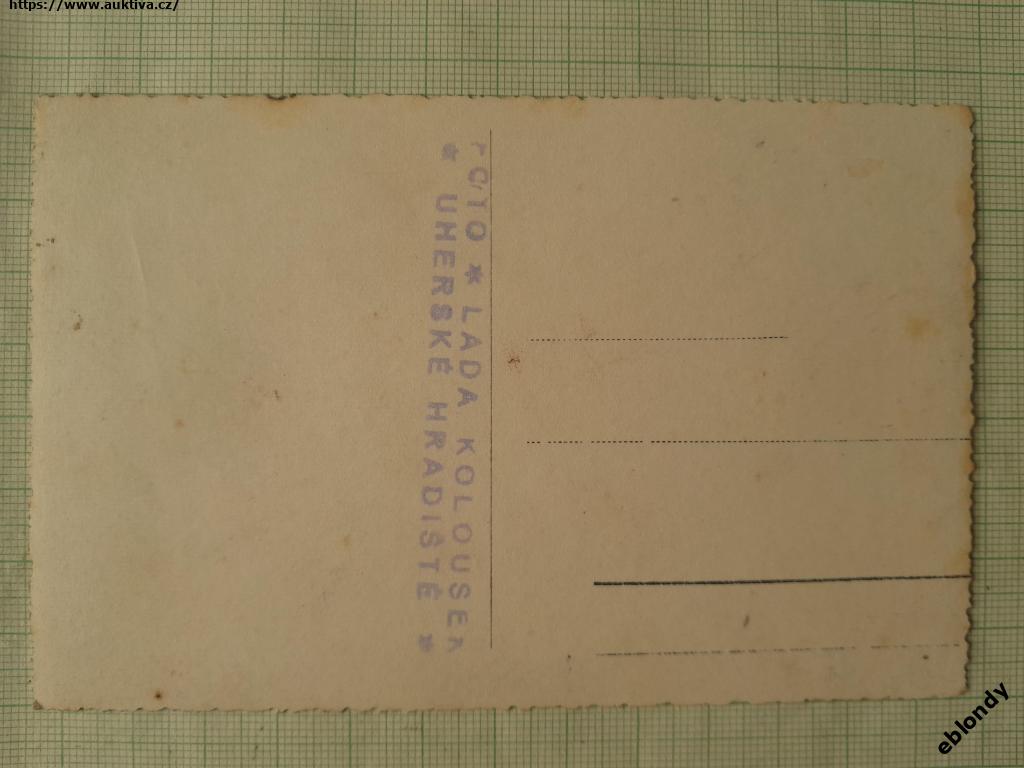 https://www.auktiva.cz/
FOTO * LADA KOLOUSEK
* UHERSKÉ HRADIŠTĚ *
eblondy